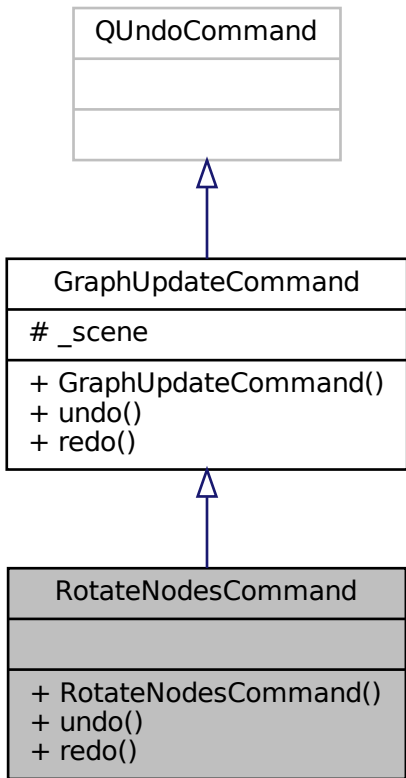 QUndoCommand
GraphUpdateCommand
# _scene
+ GraphUpdateCommand()
+ undo()
+ redo()
RotateNodesCommand
+ RotateNodesCommand()
+ undo()
+ redo()